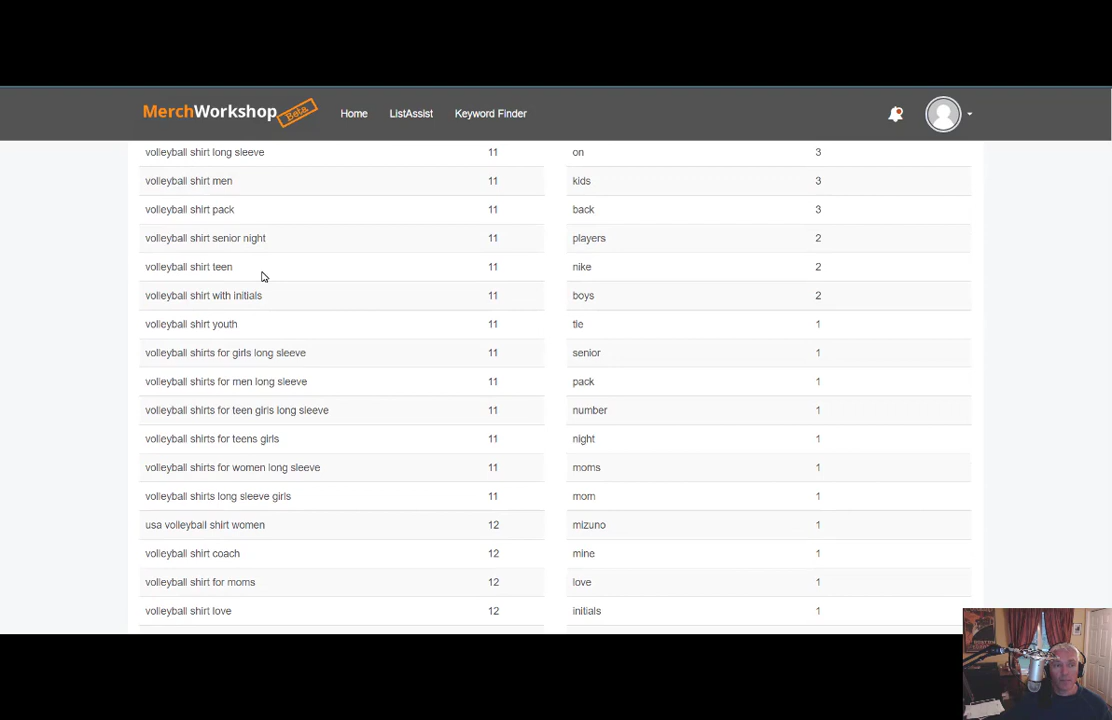 MerchWorkshop Beta Home ListAssist Keyword Finder
volleyball shirt long sleeve 11 on 3
volleyball shirt men 11 kids 3
volleyball shirt pack 11 back 3
volleyball shirt senior night 11 players 2
volleyball shirt teen 11 nike 2
volleyball shirt with initials 11 boys 2
volleyball shirt youth 11 tie 1
volleyball shirts for girls long sleeve 11 senior 1
volleyball shirts for men long sleeve 11 pack 1
volleyball shirts for teen girls long sleeve 11 number 1
volleyball shirts for teens girls 11 night 1
volleyball shirts for women long sleeve 11 moms 1
volleyball shirts long sleeve girls 11 mom 1
usa volleyball shirt women 12 mizuno 1
volleyball shirt coach 12 mine 1
volleyball shirt for moms 12 love 1
volleyball shirt love 12 initials 1